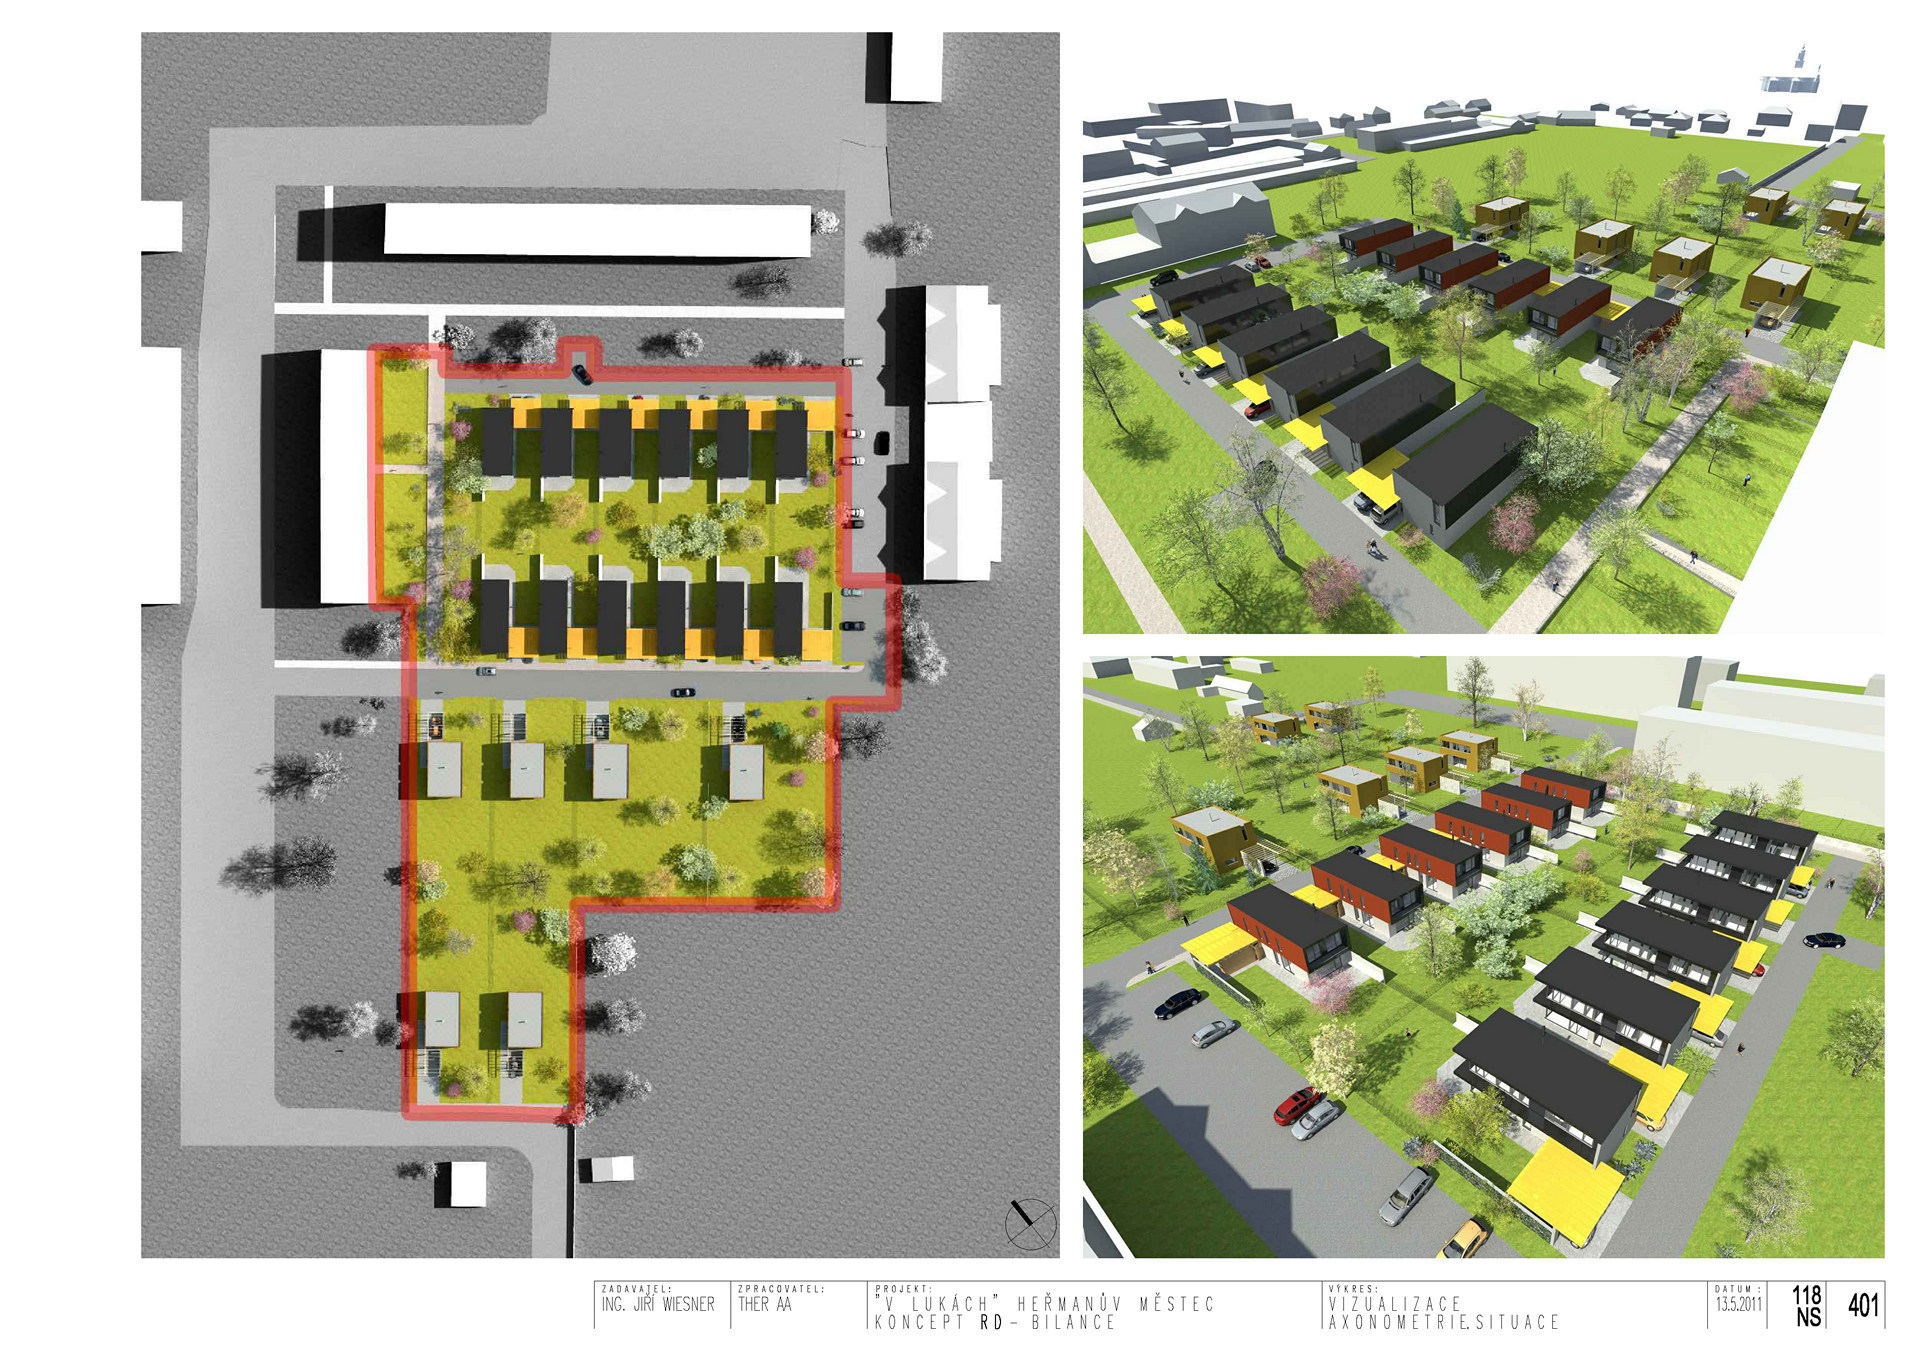 ZADAVATEL:
ING. JIŘÍ WIESNER
ZPRACOVATEL:
THER AA
PROJEKT:
"V LUKÁCH" HEŘMANŮV MĚSTEC
KONCEPT RD - BILANCE
VÝKRES:
VIZUALIZACE
AXONOMETRIE, SITUACE
DATUM:
13.5.2011
118
NS
401